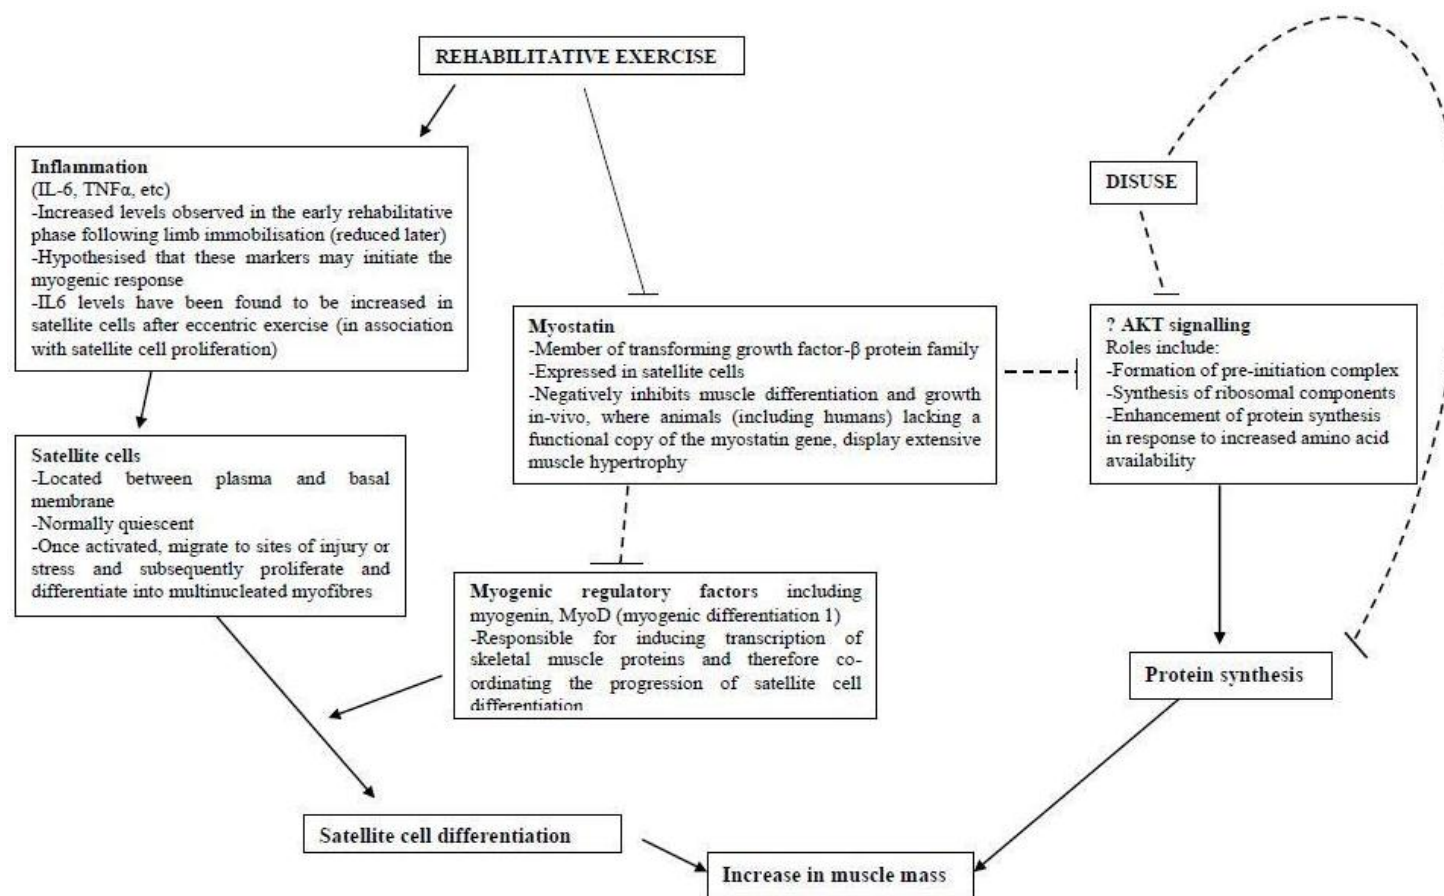 REHABILITATIVE EXERCISE
Inflammation
(IL-6, TNFα, etc)
-Increased levels observed in the early rehabilitative
phase following limb immobilisation (reduced later)
-Hypothesised that these markers may initiate the
myogenic response
-IL6 levels have been found to be increased in
satellite cells after eccentric exercise (in association
with satellite cell proliferation)
DISUSE
Myostatin
-Member of transforming growth factor-β protein family
-Expressed in satellite cells
-Negatively inhibits muscle differentiation and growth
in-vivo, where animals (including humans) lacking a
functional copy of the myostatin gene, display extensive
muscle hypertrophy
? AKT signalling
Roles include:
-Formation of pre-initiation complex
-Synthesis of ribosomal components
-Enhancement of protein synthesis
in response to increased amino acid
availability
Satellite cells
-Located between plasma and basal
membrane
-Normally quiescent
-Once activated, migrate to sites of injury or
stress and subsequently proliferate and
differentiate into multinucleated myofibres
Myogenic regulatory factors including
myogenin, MyoD (myogenic differentiation 1)
-Responsible for inducing transcription of
skeletal muscle proteins and therefore co-
ordinating the progression of satellite cell
differentiation
Protein synthesis
Satellite cell differentiation
Increase in muscle mass